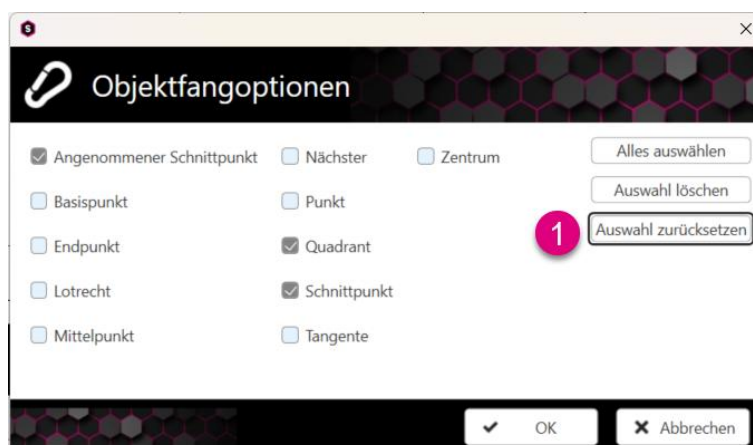 S
Objektfangoptionen
Angenommener Schnittpunkt
Nächster
Zentrum
Alles auswählen
Basispunkt
Punkt
Auswahl löschen
Endpunkt
Quadrant
1
Auswahl zurücksetzen
Lotrecht
Schnittpunkt
Mittelpunkt
Tangente
OK
Abbrechen